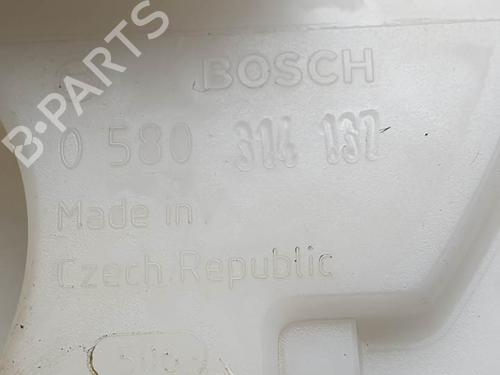 B-PARTS
BOSCH
0 580 314 137
Made in
Czech Republic